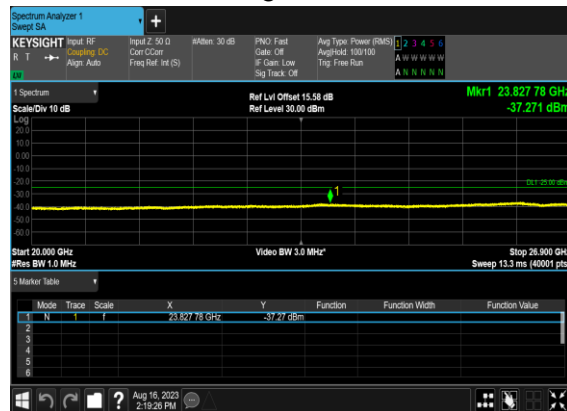 Spectrum Analyzer 1
Swept SA
+
KEYSIGHT Input: RF Input Z: 50 Ω #Atten: 30 dB PNO: Fast Avg Type: Power (RMS) 1 2 3 4 5 6
R T Coupling: DC Corr CCorr Gate: Off Avg|Hold: 100/100 A W W W W W
Align: Auto Freq Ref: Int (S) IF Gain: Low Trig: Free Run
Sig Track: Off A N N N N N
1 Spectrum Ref Lvl Offset 15.58 dB Mkr1 23.827 78 GHz
Scale/Div 10 dB Ref Level 30.00 dBm -37.271 dBm
Log
20.0
10.0
0.00
-10.0
-20.0
DL1 -25.00 dBm
-30.0
1
-40.0
-50.0
-60.0
Start 20.000 GHz Video BW 3.0 MHz* Stop 26.900 GHz
#Res BW 1.0 MHz Sweep 13.3 ms (40001 pts)
5 Marker Table
Mode Trace Scale X Y Function Function Width Function Value
1 N 1 f 23.827 78 GHz -37.27 dBm
2
3
4
5
6
? Aug 16, 2023
2:19:26 PM